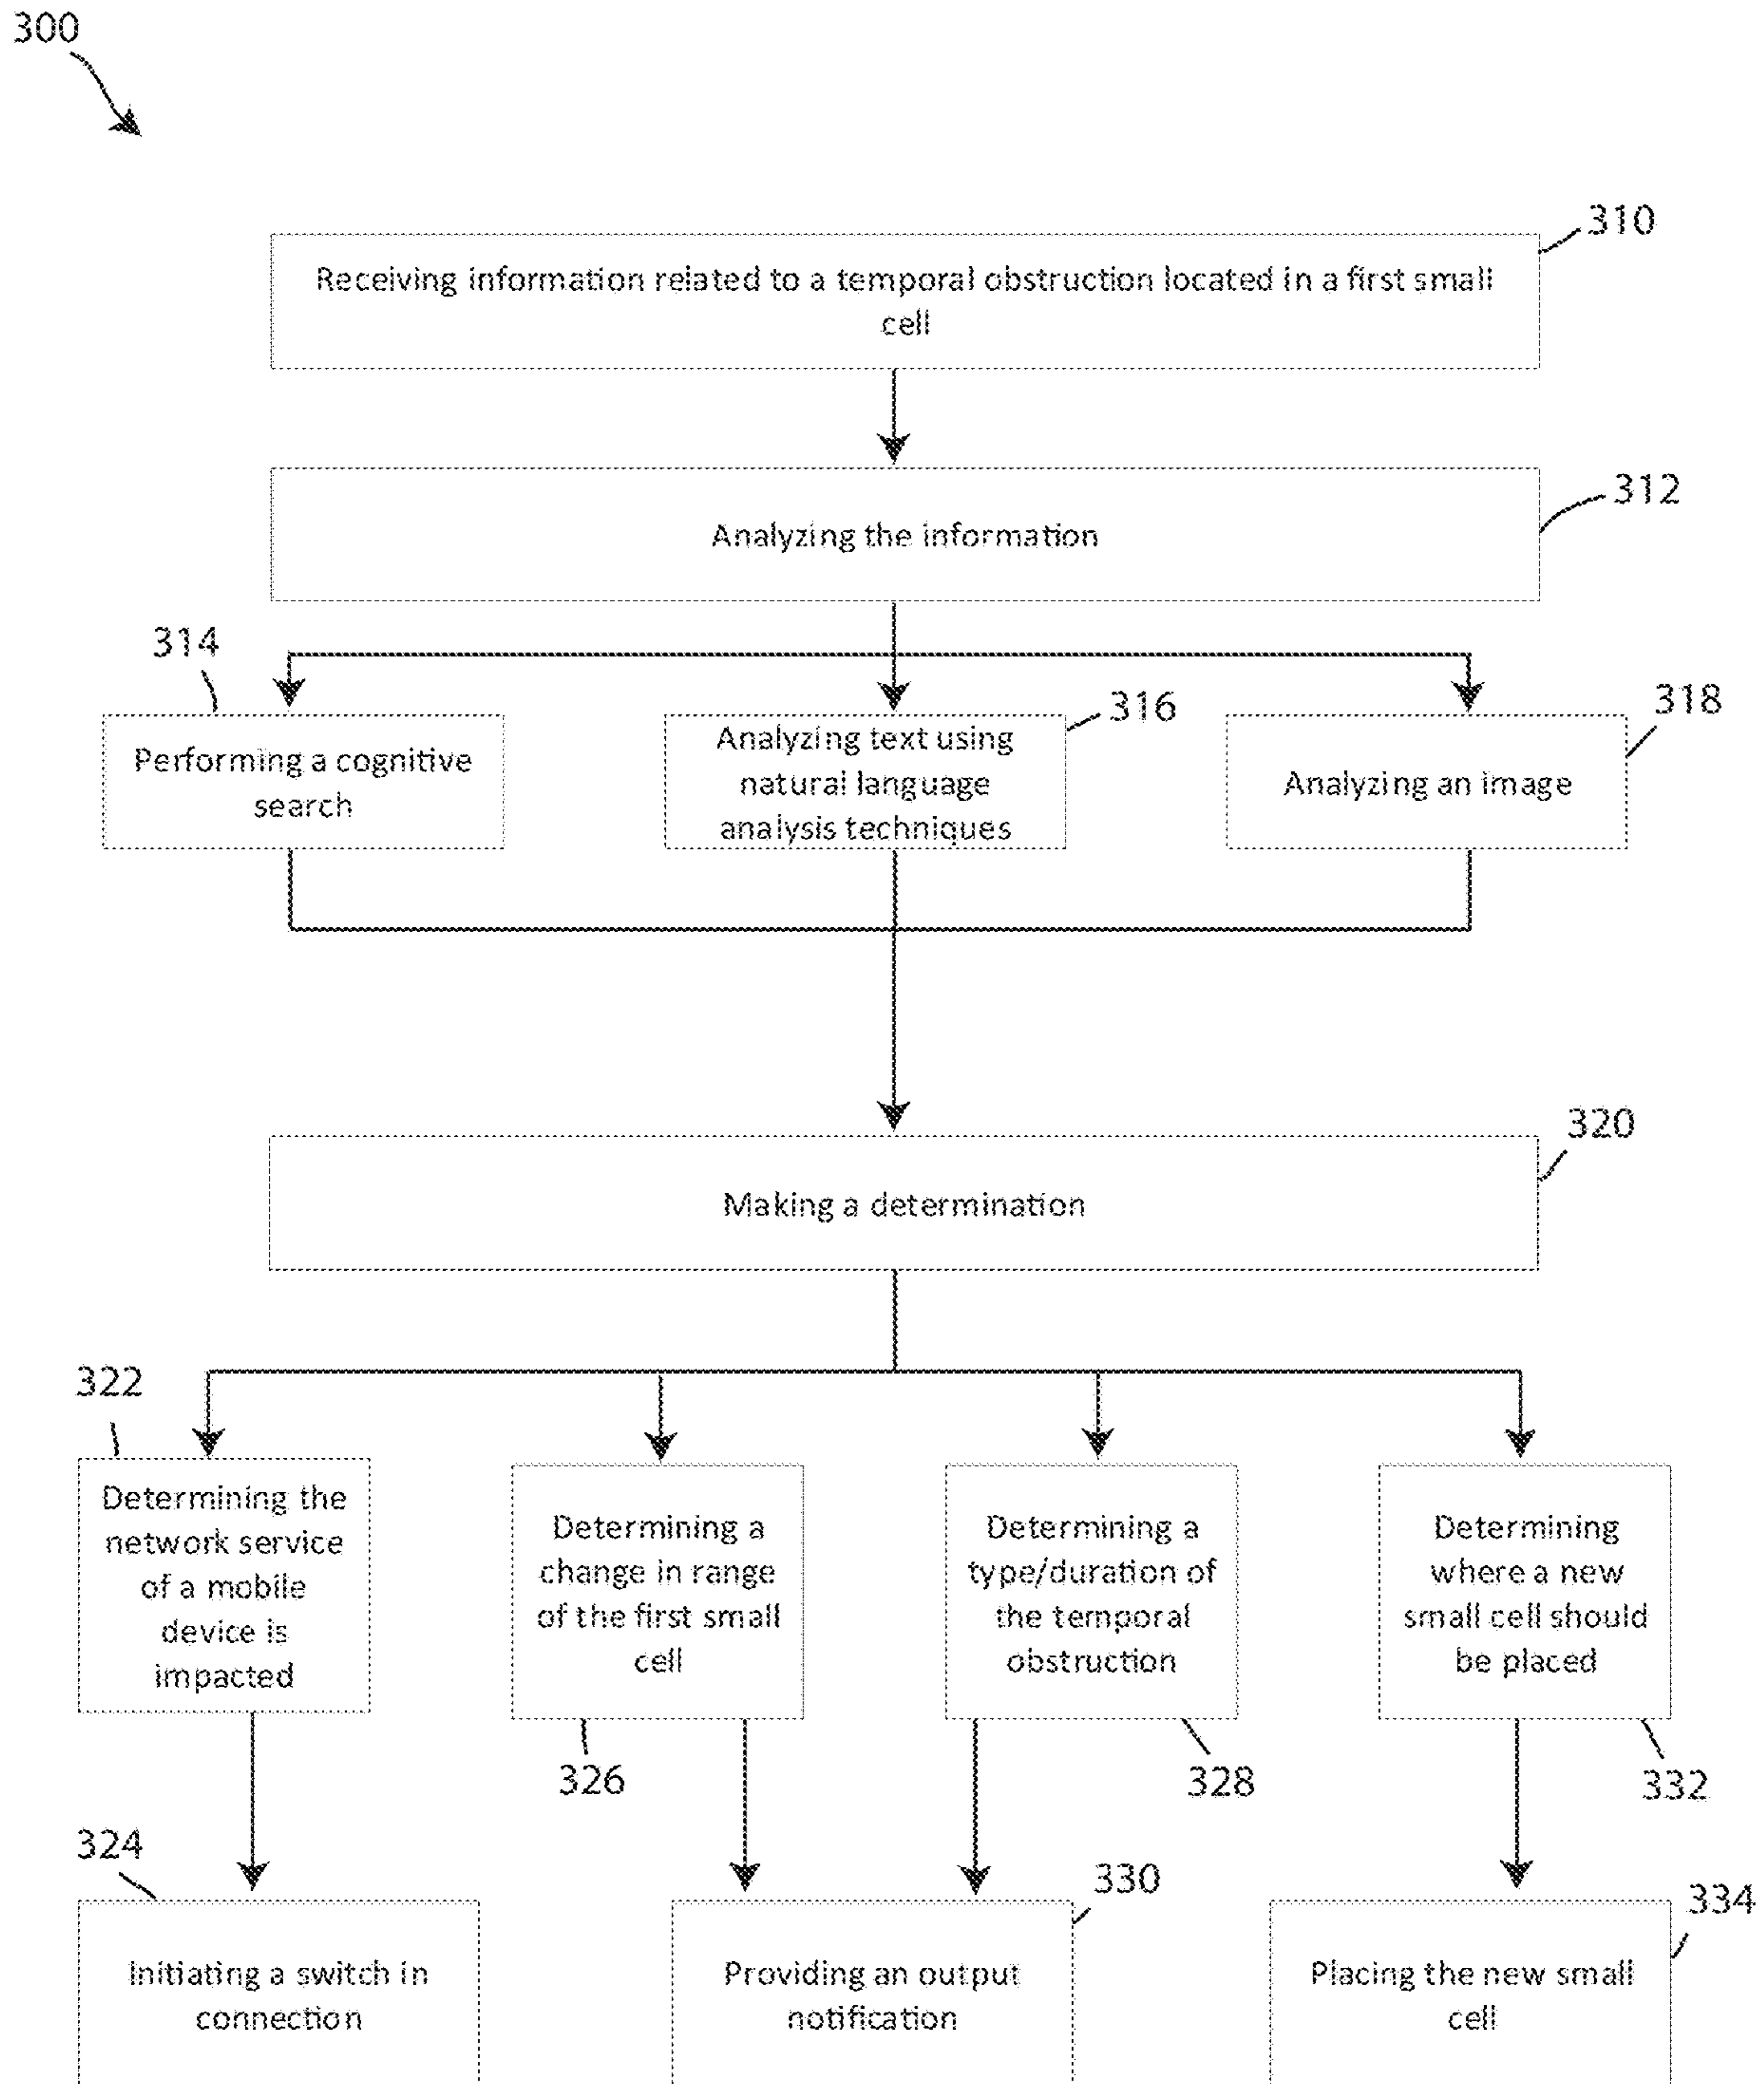 300
310
Receiving information related to a temporal obstruction located in a first small
cell
312
Analyzing the information
314
316
318
Performing a cognitive
search
Analyzing text using
natural language
analysis techniques
Analyzing an image
320
Making a determination
322
Determining the
network service
of a mobile
device is
impacted
Determining a
change in range
of the first small
cell
Determining a
type/duration of
the temporal
obstruction
Determining
where a new
small cell should
be placed
326
328
332
324
330
334
Initiating a switch in
connection
Providing an output
notification
Placing the new small
cell